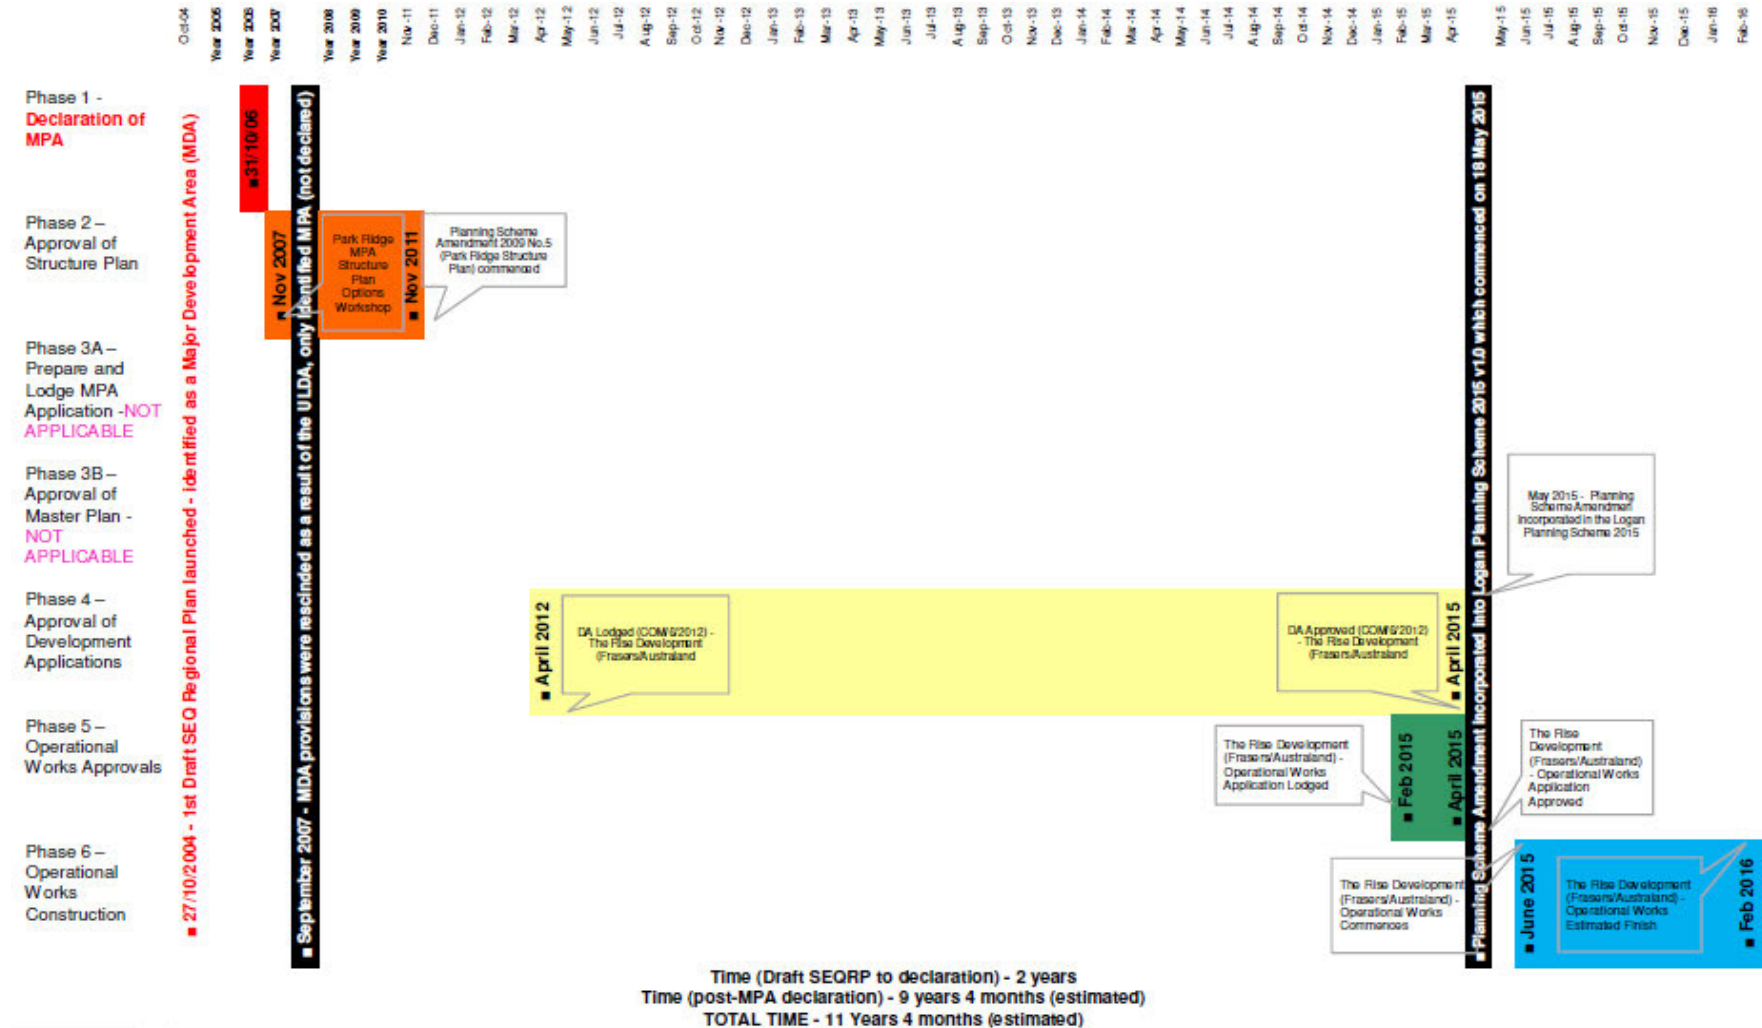 Oct-04
Year 2005
Year 2006
Year 2007
Year 2008
Year 2009
Year 2010
Nov-11
Dec-11
Jan-12
Feb-12
Mar-12
Apr-12
May-12
Jun-12
Jul-12
Aug-12
Sep-12
Oct-12
Nov-12
Dec-12
Jan-13
Feb-13
Mar-13
Apr-13
May-13
Jun-13
Jul-13
Aug-13
Sep-13
Oct-13
Nov-13
Dec-13
Jan-14
Feb-14
Mar-14
Apr-14
May-14
Jun-14
Jul-14
Aug-14
Sep-14
Oct-14
Nov-14
Dec-14
Jan-15
Feb-15
Mar-15
Apr-15
May-15
Jun-15
Jul-15
Aug-15
Sep-15
Oct-15
Nov-15
Dec-15
Jan-16
Feb-16
Phase 1 -
Declaration of
MPA
■ 27/10/2004 - 1st Draft SEQ Regional Plan launched - identified as a Major Development Area (MDA)
■ 31/10/06
■ September 2007 - MDA provisions were rescinded as a result of the ULDA, only identified MPA (not declared)
■ Planning Scheme Amendment incorporated into Logan Planning Scheme 2015 v1.0 which commenced on 18 May 2015
Phase 2 –
Approval of
Structure Plan
■ Nov 2007
Park Ridge
MPA
Structure
Plan
Options
Workshop
■ Nov 2011
Planning Scheme
Amendment 2009 No.5
(Park Ridge Structure
Plan) commenced
Phase 3A –
Prepare and
Lodge MPA
Application -NOT
APPLICABLE
Phase 3B –
Approval of
Master Plan -
NOT
APPLICABLE
May 2015 - Planning
Scheme Amendmen
Incorporated in the Logan
Planning Scheme 2015
Phase 4 –
Approval of
Development
Applications
■ April 2012
DA Lodged (COM/6/2012) -
The Rise Development
(Frasers/Australand
DA Approved (COM/6/2012)
- The Rise Development
(Frasers/Australand
■ April 2015
Phase 5 –
Operational
Works Approvals
The Rise Development
(Frasers/Australand) -
Operational Works
Application Lodged
■ Feb 2015
■ April 2015
The Rise
Development
(Frasers/Australand)
- Operational Works
Application
Approved
Phase 6 –
Operational
Works
Construction
The Rise Development
(Frasers/Australand) -
Operational Works
Commences
■ June 2015
The Rise Development
(Frasers/Australand) -
Operational Works
Estimated Finish
■ Feb 2016
Time (Draft SEQRP to declaration) - 2 years
Time (post-MPA declaration) - 9 years 4 months (estimated)
TOTAL TIME - 11 Years 4 months (estimated)